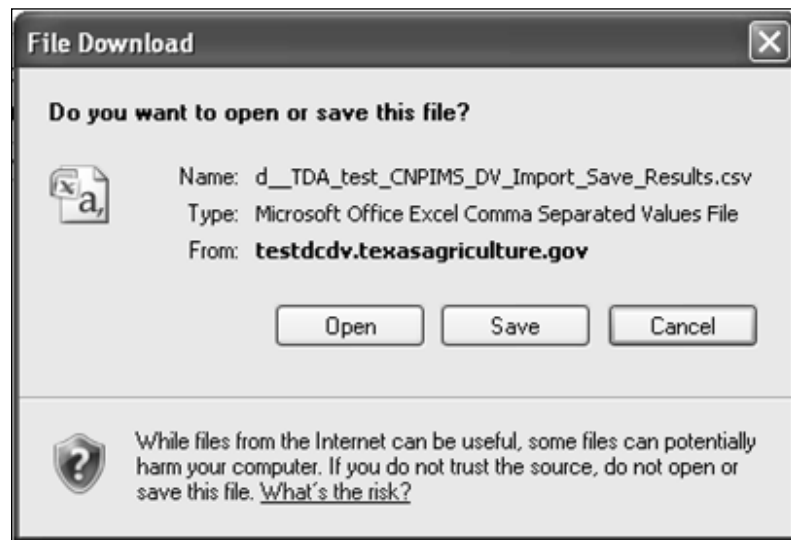 File Download
Do you want to open or save this file?
Name: d__TDA_test_CNPIMS_DV_Import_Save_Results.csv
Type: Microsoft Office Excel Comma Separated Values File
From: testdcdv.texasagriculture.gov
Open Save Cancel
While files from the Internet can be useful, some files can potentially
harm your computer. If you do not trust the source, do not open or
save this file. What's the risk?